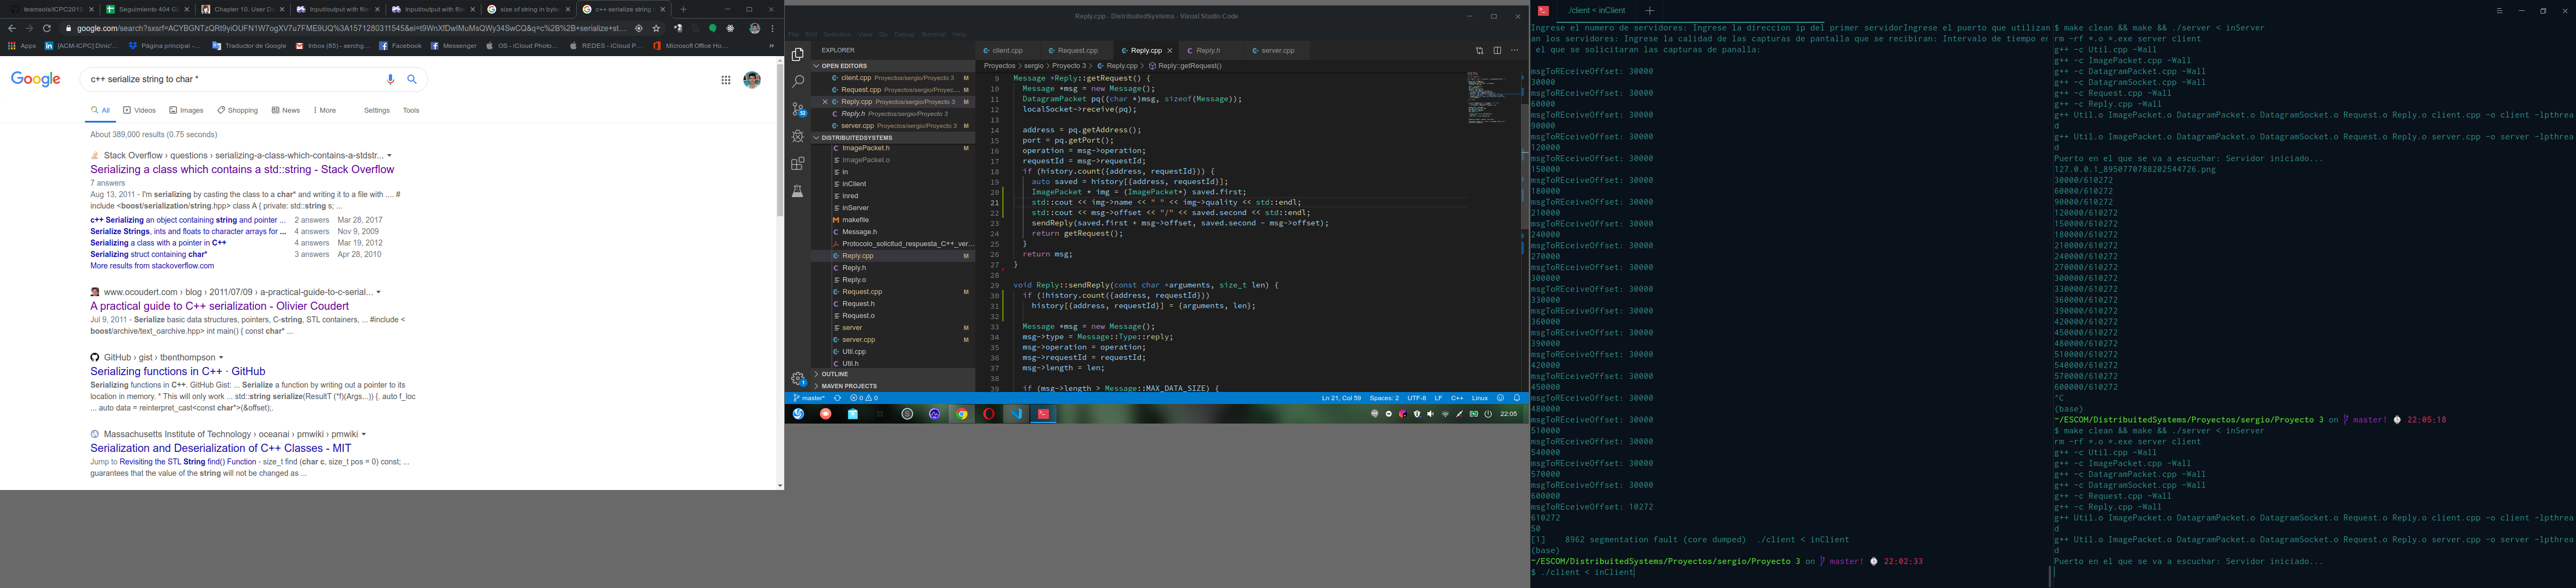 teamsols/ICPC2019
Seguimiento 404 Gi
Chapter 10. User Da
Inputoutput with file
Inputoutput with file
size of string in byte
c++ serialize string
google.com/search?sxsrf=ACYBGNTzQRt9yiOUFN1W7ogXV7u7FME9UQ%3A1571280311545&ei=t9WnXfDwIMuMsQWy34SwCQ&q=c%2B%2B+serialize+st...
Apps
[ACM-ICPC] Dinic'...
Página principal -...
Traductor de Google
Inbox (85) - serchg...
Facebook
Messenger
OS - iCloud Photo...
REDES - iCloud P...
Microsoft Office Ho...
»
Google
c++ serialize string to char *
All
Videos
Images
Shopping
News
More
Settings
Tools
About 389,000 results (0.75 seconds)
Stack Overflow › questions › serializing-a-class-which-contains-a-stdstr...
Serializing a class which contains a std::string - Stack Overflow
7 answers
Aug 13, 2011 - I'm serializing by casting the class to a char* and writing it to a file with .... #
include <boost/serialization/string.hpp> class A { private: std::string s; ...
c++ Serializing an object containing string and pointer ... 2 answers Mar 28, 2017
Serialize Strings, ints and floats to character arrays for ... 4 answers Nov 9, 2009
Serializing a class with a pointer in C++ 4 answers Mar 19, 2012
Serializing struct containing char* 3 answers Apr 28, 2010
More results from stackoverflow.com
www.ocoudert.com › blog › 2011/07/09 › a-practical-guide-to-c-serial...
A practical guide to C++ serialization - Olivier Coudert
Jul 9, 2011 - Serialize basic data structures, pointers, C-string, STL containers, ... #include <
boost/archive/text_oarchive.hpp> int main() { const char* ...
GitHub › gist › tbenthompson
Serializing functions in C++ · GitHub
Serializing functions in C++. GitHub Gist: ... Serialize a function by writing out a pointer to its
location in memory. * This will only work ... std::string serialize(ResultT (*f)(Args...)) {. auto f_loc
... auto data = reinterpret_cast<const char*>(&offset);.
Massachusetts Institute of Technology › oceanai › pmwiki › pmwiki
Serialization and Deserialization of C++ Classes - MIT
Jump to Revisiting the STL String find() Function - size_t find (char c, size_t pos = 0) const; ...
guarantees that the value of the string will not be changed as ...
Reply.cpp - DistribuitedSystems - Visual Studio Code
File Edit Selection View Go Debug Terminal Help
EXPLORER
OPEN EDITORS
client.cpp Proyectos/sergio/Proyecto 3 M
Request.cpp Proyectos/sergio/Proyec... M
Reply.cpp Proyectos/sergio/Proyecto 3 M
Reply.h Proyectos/sergio/Proyecto 3
server.cpp Proyectos/sergio/Proyecto 3 M
DISTRIBUITEDSYSTEMS
ImagePacket.h M
ImagePacket.o
in
inClient
inred
inServer
makefile
Message.h
Protocolo_solicitud_respuesta_C++_ver...
Reply.cpp M
Reply.h
Reply.o
Request.cpp M
Request.h
Request.o
server M
server.cpp M
Util.cpp
Util.h
OUTLINE
MAVEN PROJECTS
52
1
client.cpp
Request.cpp
Reply.cpp
Reply.h
server.cpp
Proyectos › sergio › Proyecto 3 › Reply.cpp › Reply::getRequest()
9 Message *Reply::getRequest() {
10 Message *msg = new Message();
11 DatagramPacket pq((char *)msg, sizeof(Message));
12 localSocket->receive(pq);
13
14 address = pq.getAddress();
15 port = pq.getPort();
16 operation = msg->operation;
17 requestId = msg->requestId;
18 if (history.count({address, requestId})) {
19 auto saved = history[{address, requestId}];
20 ImagePacket * img = (ImagePacket*) saved.first;
21 std::cout << img->name << " " << img->quality << std::endl;
22 std::cout << msg->offset << "/" << saved.second << std::endl;
23 sendReply(saved.first + msg->offset, saved.second - msg->offset);
24 return getRequest();
25 }
26 return msg;
27 }
28
29 void Reply::sendReply(const char *arguments, size_t len) {
30 if (!history.count({address, requestId}))
31 history[{address, requestId}] = {arguments, len};
32
33 Message *msg = new Message();
34 msg->type = Message::Type::reply;
35 msg->operation = operation;
36 msg->requestId = requestId;
37 msg->length = len;
38
39 if (msg->length > Message::MAX_DATA_SIZE) {
master* 0 0
Ln 21, Col 59 Spaces: 2 UTF-8 LF C++ Linux
22:05
./client < inClient
Ingrese el numero de servidores: Ingrese la direccion ip del primer servidorIngrese el puerto que utilizan
an los servidores: Ingrese la calidad de las capturas de pantalla que se recibiran: Intervalo de tiempo en
el que se solicitaran las capturas de panalla:
msgToREceiveOffset: 30000
30000
msgToREceiveOffset: 30000
60000
msgToREceiveOffset: 30000
90000
msgToREceiveOffset: 30000
120000
msgToREceiveOffset: 30000
150000
msgToREceiveOffset: 30000
180000
msgToREceiveOffset: 30000
210000
msgToREceiveOffset: 30000
240000
msgToREceiveOffset: 30000
270000
msgToREceiveOffset: 30000
300000
msgToREceiveOffset: 30000
330000
msgToREceiveOffset: 30000
360000
msgToREceiveOffset: 30000
390000
msgToREceiveOffset: 30000
420000
msgToREceiveOffset: 30000
450000
msgToREceiveOffset: 30000
480000
msgToREceiveOffset: 30000
510000
msgToREceiveOffset: 30000
540000
msgToREceiveOffset: 30000
570000
msgToREceiveOffset: 30000
600000
msgToREceiveOffset: 10272
610272
50
[1] 8962 segmentation fault (core dumped) ./client < inClient
(base)
~/ESCOM/DistribuitedSystems/Proyectos/sergio/Proyecto 3 on master! 22:02:33
$ ./client < inClient
$ make clean && make && ./server < inServer
rm -rf *.o *.exe server client
g++ -c Util.cpp -Wall
g++ -c ImagePacket.cpp -Wall
g++ -c DatagramPacket.cpp -Wall
g++ -c DatagramSocket.cpp -Wall
g++ -c Request.cpp -Wall
g++ -c Reply.cpp -Wall
g++ Util.o ImagePacket.o DatagramPacket.o DatagramSocket.o Request.o Reply.o client.cpp -o client -lpthrea
d
g++ Util.o ImagePacket.o DatagramPacket.o DatagramSocket.o Request.o Reply.o server.cpp -o server -lpthrea
d
Puerto en el que se va a escuchar: Servidor iniciado...
127.0.0.1_8950770788202544726.png
30000/610272
60000/610272
90000/610272
120000/610272
150000/610272
180000/610272
210000/610272
240000/610272
270000/610272
300000/610272
330000/610272
360000/610272
390000/610272
420000/610272
450000/610272
480000/610272
510000/610272
540000/610272
570000/610272
600000/610272
^C
(base)
~/ESCOM/DistribuitedSystems/Proyectos/sergio/Proyecto 3 on master! 22:05:18
$ make clean && make && ./server < inServer
rm -rf *.o *.exe server client
g++ -c Util.cpp -Wall
g++ -c ImagePacket.cpp -Wall
g++ -c DatagramPacket.cpp -Wall
g++ -c DatagramSocket.cpp -Wall
g++ -c Request.cpp -Wall
g++ -c Reply.cpp -Wall
g++ Util.o ImagePacket.o DatagramPacket.o DatagramSocket.o Request.o Reply.o client.cpp -o client -lpthrea
d
g++ Util.o ImagePacket.o DatagramPacket.o DatagramSocket.o Request.o Reply.o server.cpp -o server -lpthrea
d
Puerto en el que se va a escuchar: Servidor iniciado...